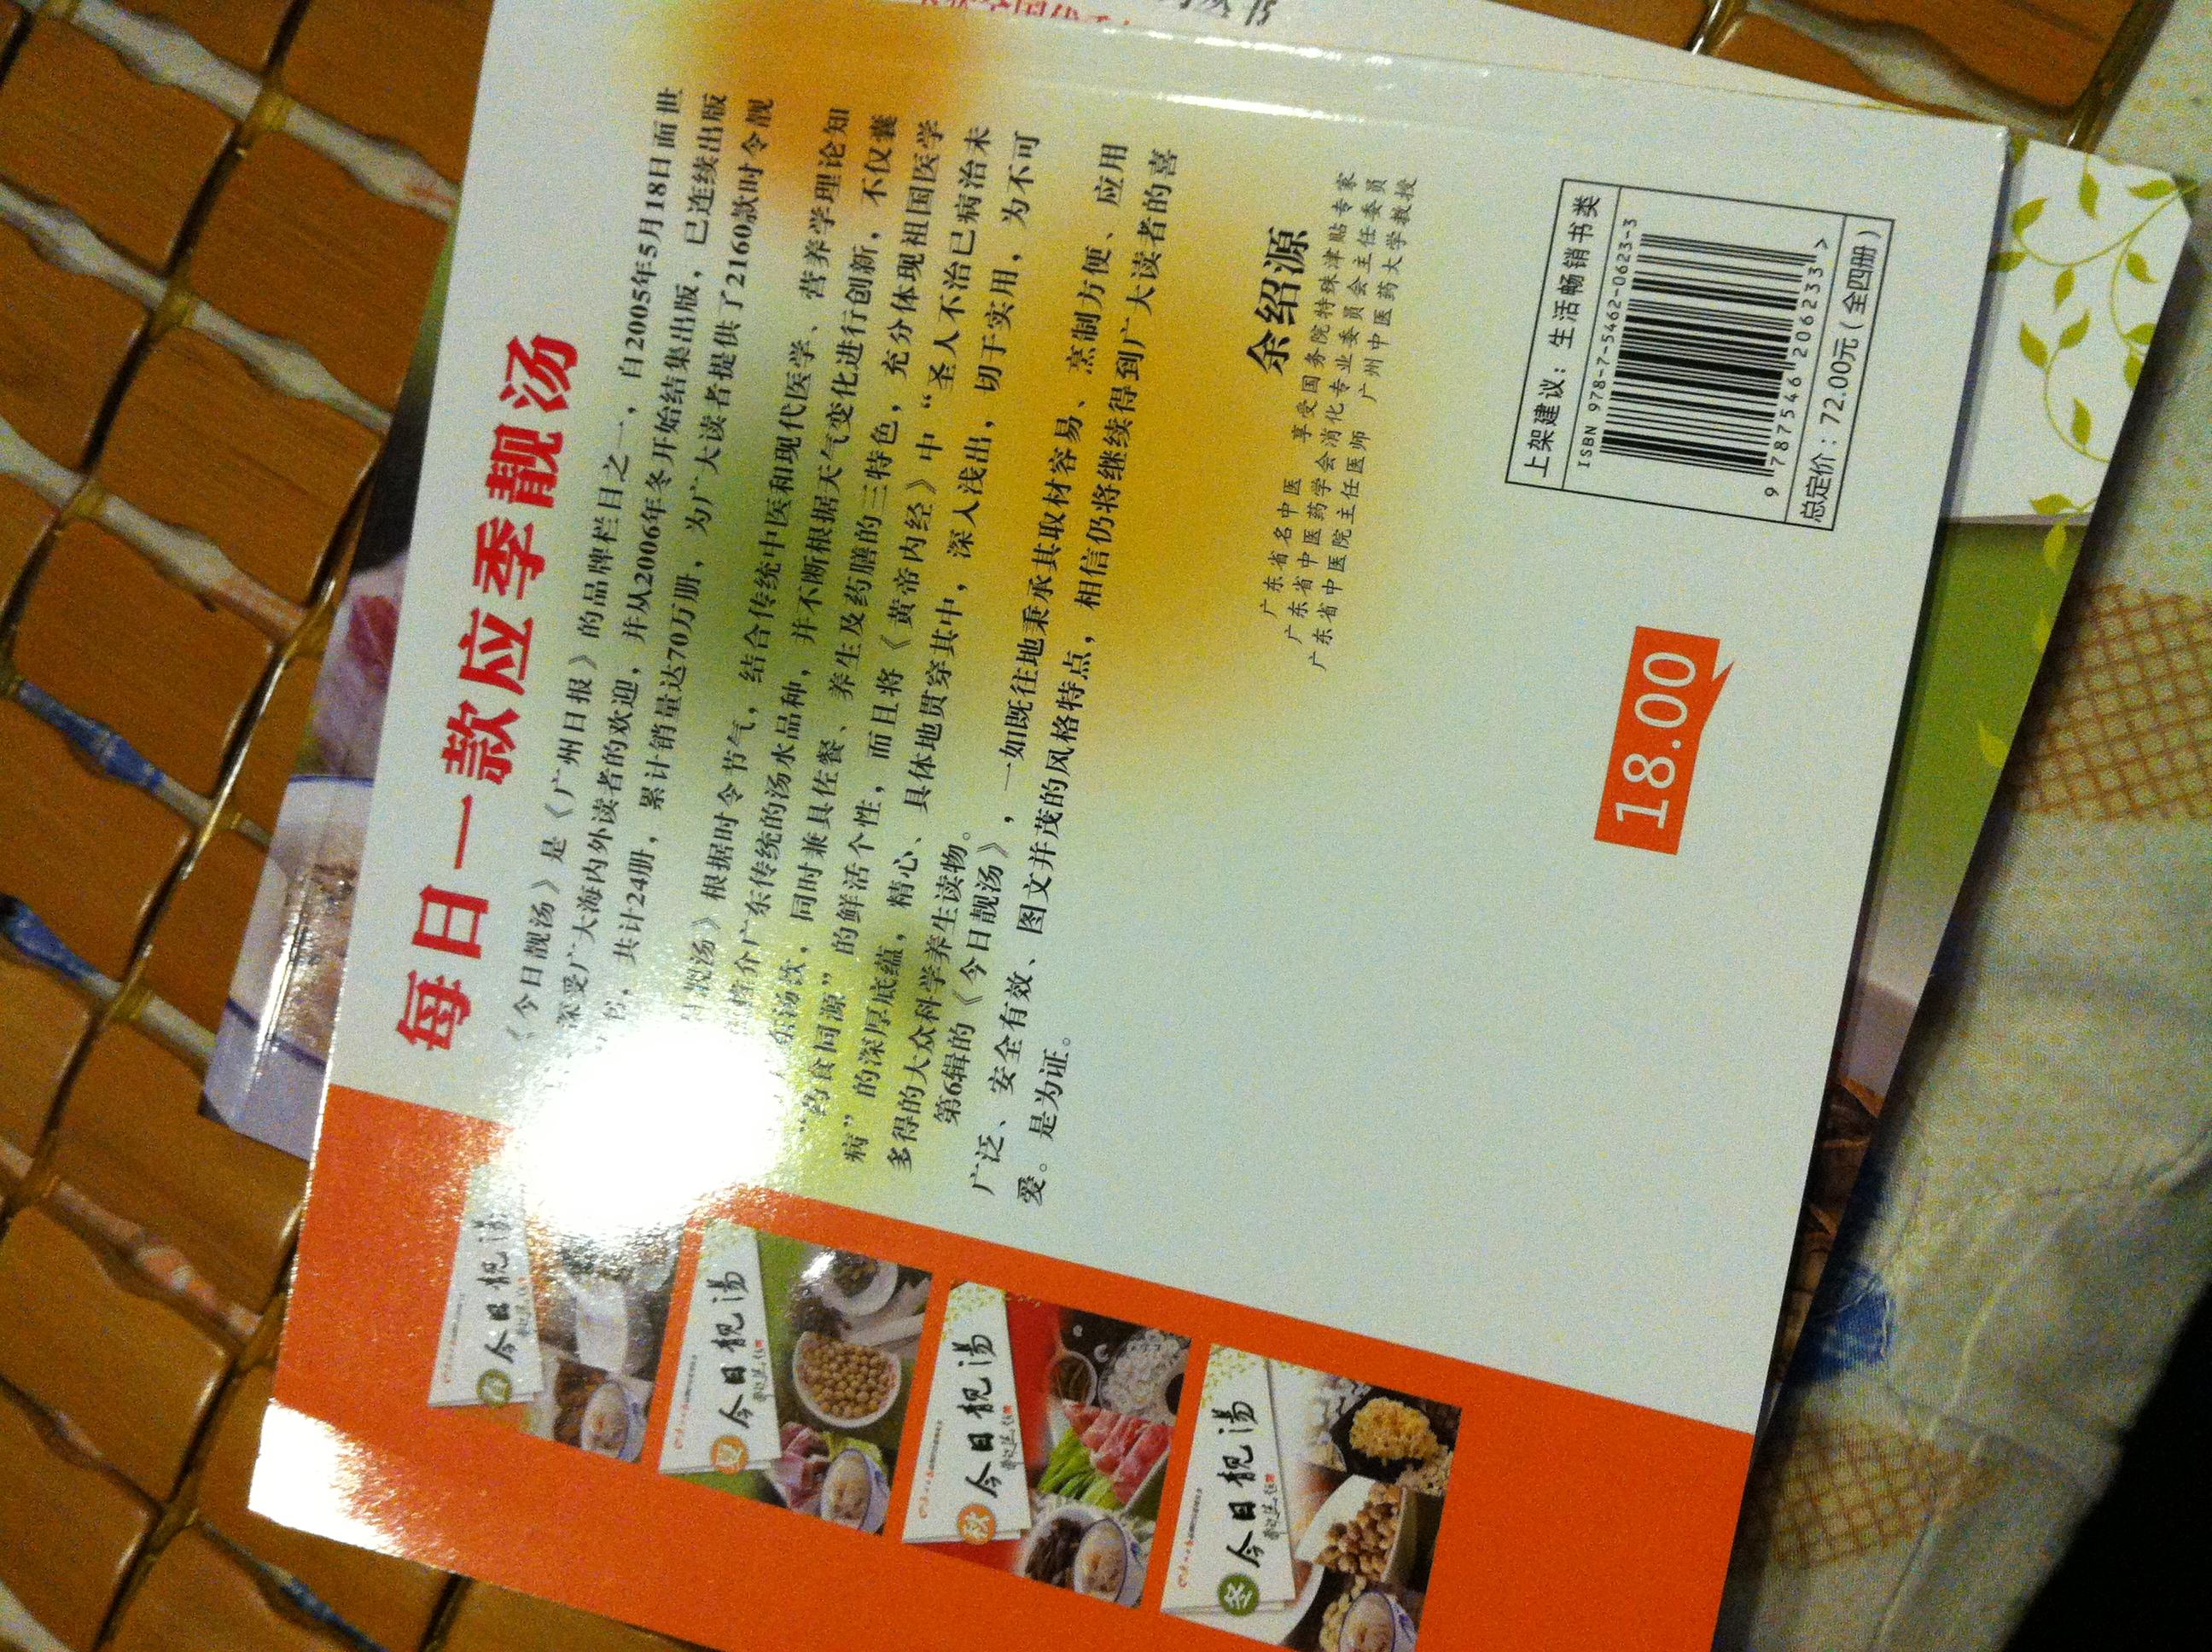 每日一款应季靓汤
《今日靓汤》是《广州日报》的品牌栏目之一，自2005年5月18日面世
深受广大海内外读者的欢迎，并从2006年冬开始结集出版，已连续出版
共计24册，累计销量达70万册，为广大读者提供了2160款时令靓
靓汤》根据时令节气，结合传统中医和现代医学、营养学理论知
介广东传统的汤水品种，并不断根据天气变化进行创新，不仅囊
汤饮，同时兼具佐餐、养生及药膳的三特色，充分体现祖国医学
“药食同源”的鲜活个性，而且将《黄帝内经》中“圣人不治已病治未
病”的深厚底蕴，精心、具体地贯穿其中，深入浅出，切于实用，为不可
多得的大众科学养生读物。
第6辑的《今日靓汤》，一如既往地秉承其取材容易、烹制方便、应用
广泛、安全有效、图文并茂的风格特点，相信仍将继续得到广大读者的喜
爱。是为证。
余绍源
广东省名中医 享受国务院特殊津贴专家
广东省中医药学会消化专业委员会主任委员
广东省中医院主任医师 广州中医药大学教授
上架建议：生活畅销书类
ISBN 978-7-5462-0623-3
9 787546 206233 >
总定价：72.00元（全四册）
18.00
春
今日靓汤
夏
今日靓汤
秋
今日靓汤
冬
今日靓汤